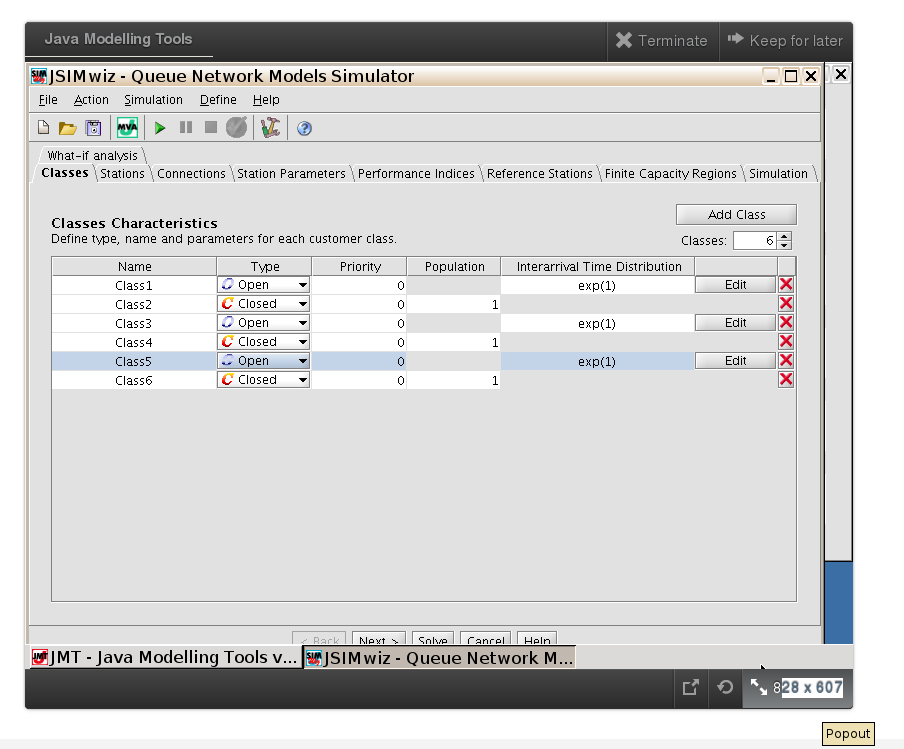 Java Modelling Tools
Terminate
Keep for later
JSIMwiz - Queue Network Models Simulator
File Action Simulation Define Help
MVA
What-if analysis
Classes Stations Connections Station Parameters Performance Indices Reference Stations Finite Capacity Regions Simulation
Classes Characteristics
Define type, name and parameters for each customer class.
Add Class
Classes: 6
Name Type Priority Population Interarrival Time Distribution
Class1 Open 0 exp(1) Edit
Class2 Closed 0 1
Class3 Open 0 exp(1) Edit
Class4 Closed 0 1
Class5 Open 0 exp(1) Edit
Class6 Closed 0 1
< Back Next > Solve Cancel Help
JMT - Java Modelling Tools v... JSIMwiz - Queue Network M...
828 x 607
Popout